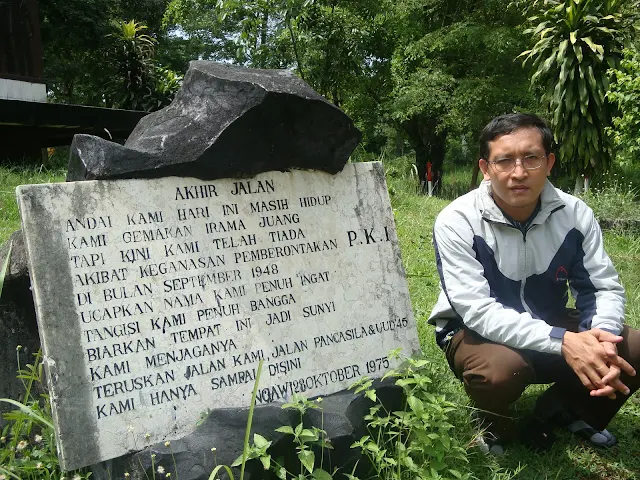 AKHIR JALAN
ANDAI KAMI HARI INI MASIH HIDUP
KAMI GEMAKAN IRAMA JUANG
TAPI KINI KAMI TELAH TIADA
AKIBAT KEGANASAN PEMBERONTAKAN P.K.I
DI BULAN SEPTEMBER 1948
UCAPKAN NAMA KAMI PENUH INGAT
TANGISI KAMI PENUH BANGGA
BIARKAN TEMPAT INI JADI SUNYI
KAMI MENJAGANYA
TERUSKAN JALAN KAMI, JALAN PANCASILA & UUD'45
KAMI HANYA SAMPAI DISINI
NGAWI 28 OKTOBER 1975